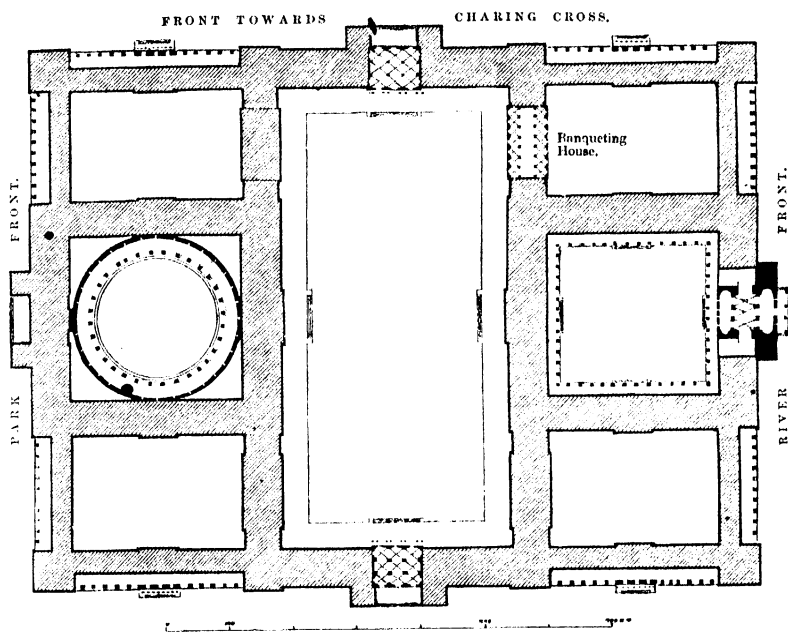 FRONT TOWARDS CHARING CROSS.
Banqueting
House.
PARK FRONT.
RIVER FRONT.